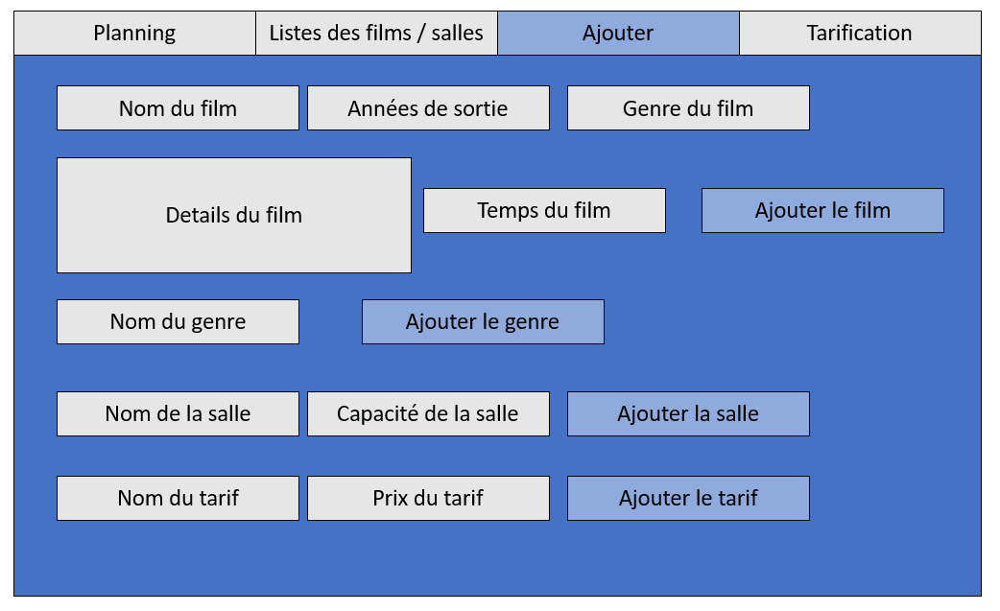 Planning
Listes des films / salles
Ajouter
Tarification
Nom du film
Années de sortie
Genre du film
Details du film
Temps du film
Ajouter le film
Nom du genre
Ajouter le genre
Nom de la salle
Capacité de la salle
Ajouter la salle
Nom du tarif
Prix du tarif
Ajouter le tarif